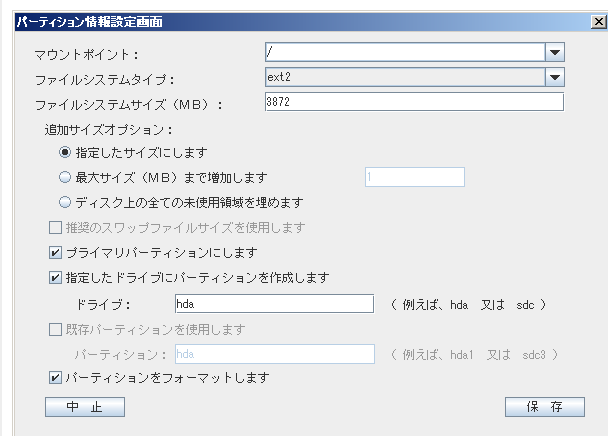 パーティション情報設定画面
マウントポイント： /
ファイルシステムタイプ： ext2
ファイルシステムサイズ（MB）： 3872
追加サイズオプション：
指定したサイズにします
最大サイズ（MB）まで増加します 1
ディスク上の全ての未使用領域を埋めます
推奨のスワップファイルサイズを使用します
プライマリパーティションにします
指定したドライブにパーティションを作成します
ドライブ： hda （ 例えば、hda 又は sdc ）
既存パーティションを使用します
パーティション： hda （ 例えば、hda1 又は sdc3 ）
パーティションをフォーマットします
中 止 保 存